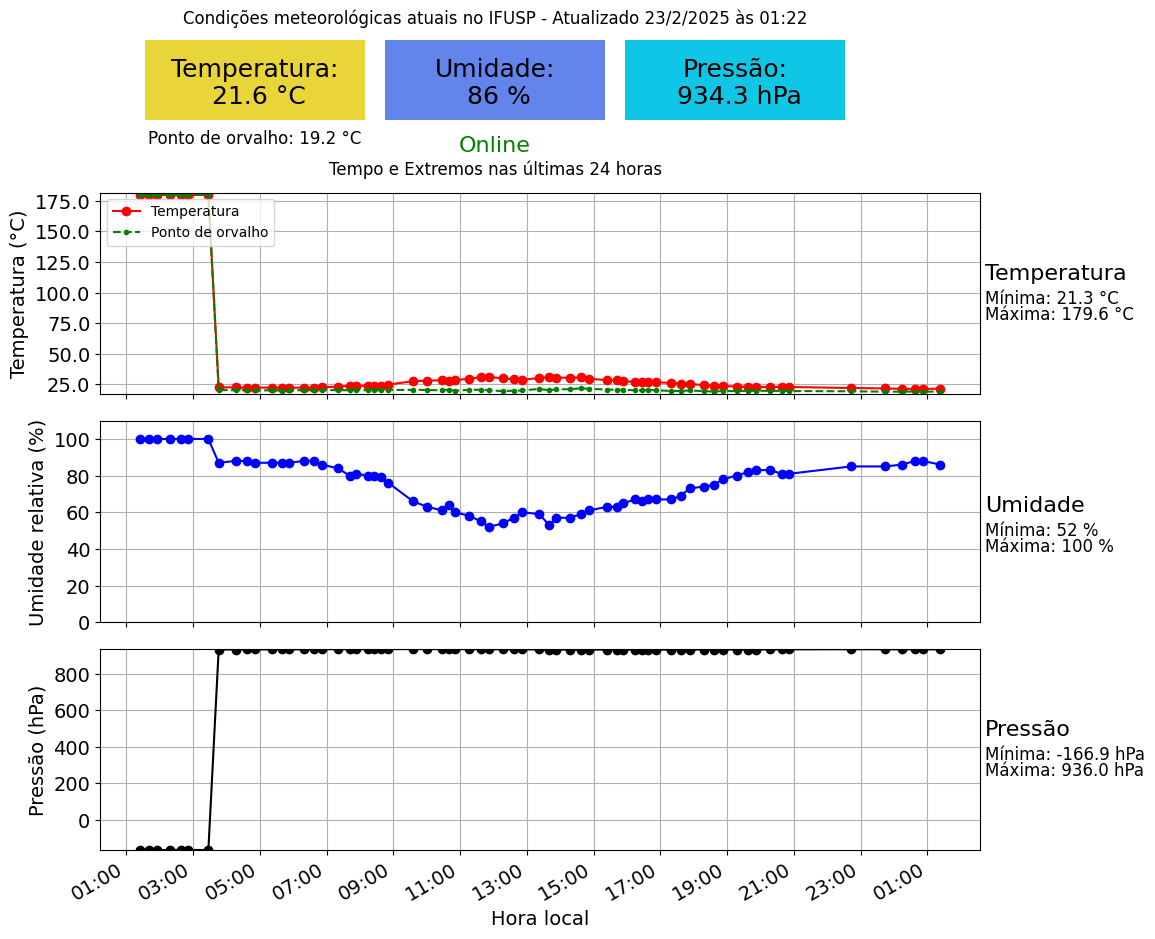 Condições meteorológicas atuais no IFUSP - Atualizado 23/2/2025 às 01:22
Temperatura:
21.6 °C
Umidade:
86 %
Pressão:
934.3 hPa
Ponto de orvalho: 19.2 °C
Online
Tempo e Extremos nas últimas 24 horas
Temperatura (°C)
175.0
150.0
125.0
100.0
75.0
50.0
25.0
Temperatura
Ponto de orvalho
Temperatura
Mínima: 21.3 °C
Máxima: 179.6 °C
Umidade relativa (%)
100
80
60
40
20
0
Umidade
Mínima: 52 %
Máxima: 100 %
Pressão (hPa)
800
600
400
200
0
Pressão
Mínima: -166.9 hPa
Máxima: 936.0 hPa
01:00 03:00 05:00 07:00 09:00 11:00 13:00 15:00 17:00 19:00 21:00 23:00 01:00
Hora local